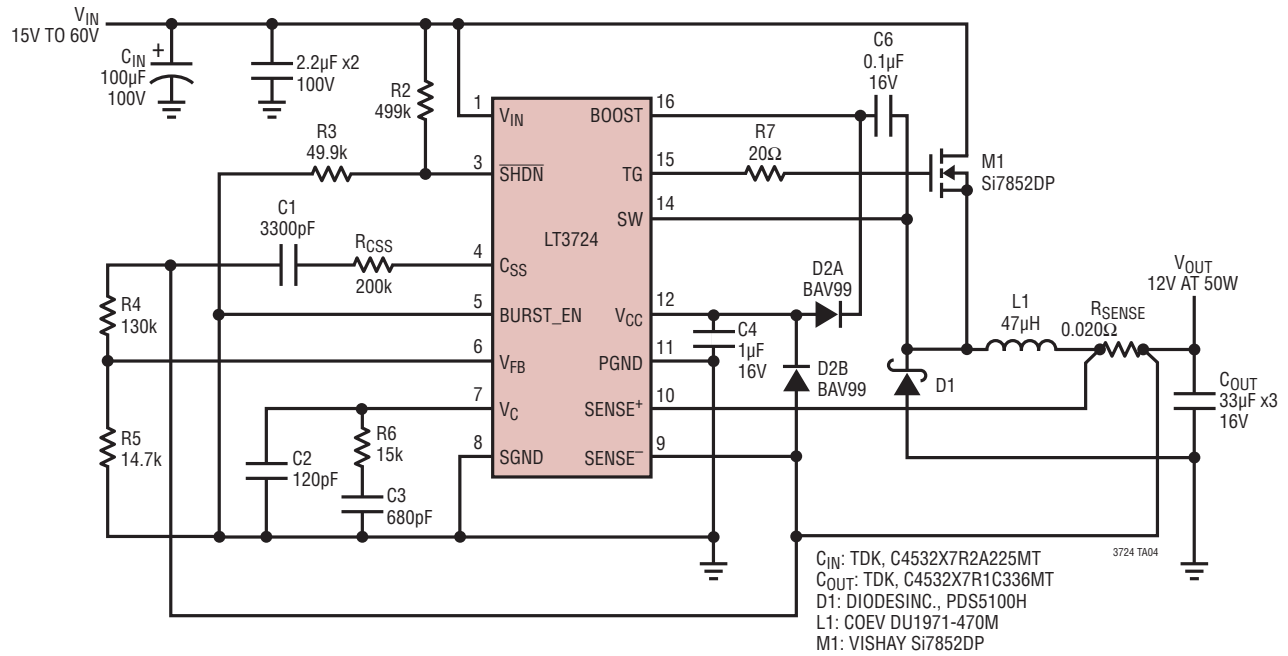 VIN
15V TO 60V
CIN
100µF
100V
+
2.2µF x2
100V
R2
499k
R3
49.9k
C1
3300pF
RCSS
200k
R4
130k
R5
14.7k
C2
120pF
R6
15k
C3
680pF
1
3
4
5
6
7
8
VIN
SHDN
CSS
BURST_EN
VFB
VC
SGND
LT3724
BOOST
TG
SW
VCC
PGND
SENSE+
SENSE–
16
15
14
12
11
10
9
C6
0.1µF
16V
R7
20Ω
M1
Si7852DP
D2A
BAV99
C4
1µF
16V
D2B
BAV99
D1
L1
47µH
RSENSE
0.020Ω
VOUT
12V AT 50W
COUT
33µF x3
16V
3724 TA04
CIN: TDK, C4532X7R2A225MT
COUT: TDK, C4532X7R1C336MT
D1: DIODESINC., PDS5100H
L1: COEV DU1971-470M
M1: VISHAY Si7852DP